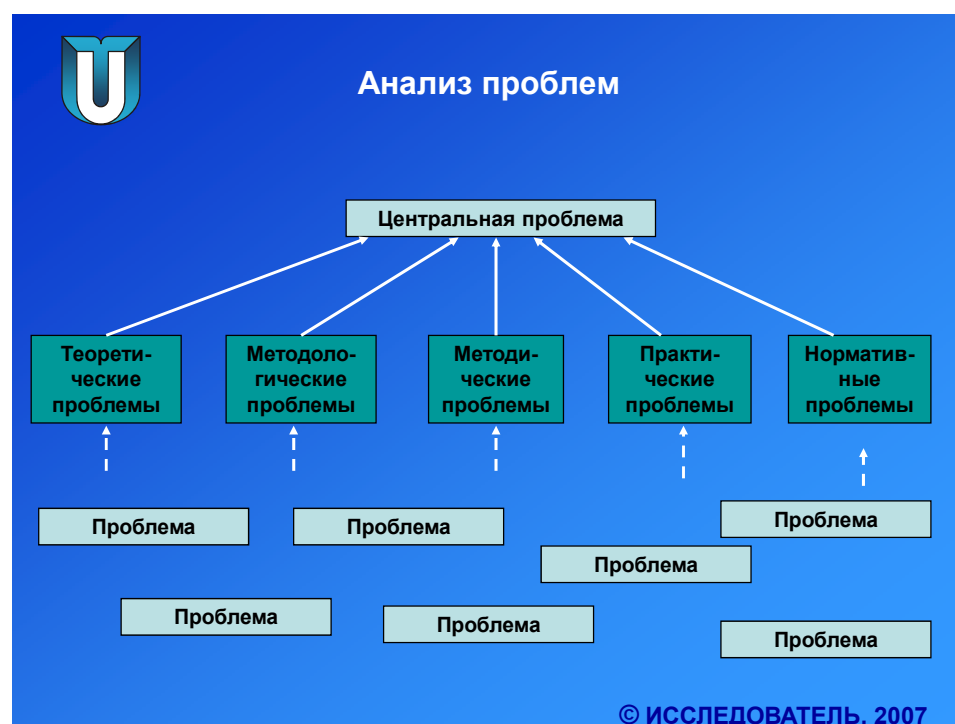 Анализ проблем
Центральная проблема
Теорети-
ческие
проблемы
Методоло-
гические
проблемы
Методи-
ческие
проблемы
Практи-
ческие
проблемы
Норматив-
ные
проблемы
Проблема
Проблема
Проблема
Проблема
Проблема
Проблема
Проблема
© ИССЛЕДОВАТЕЛЬ, 2007